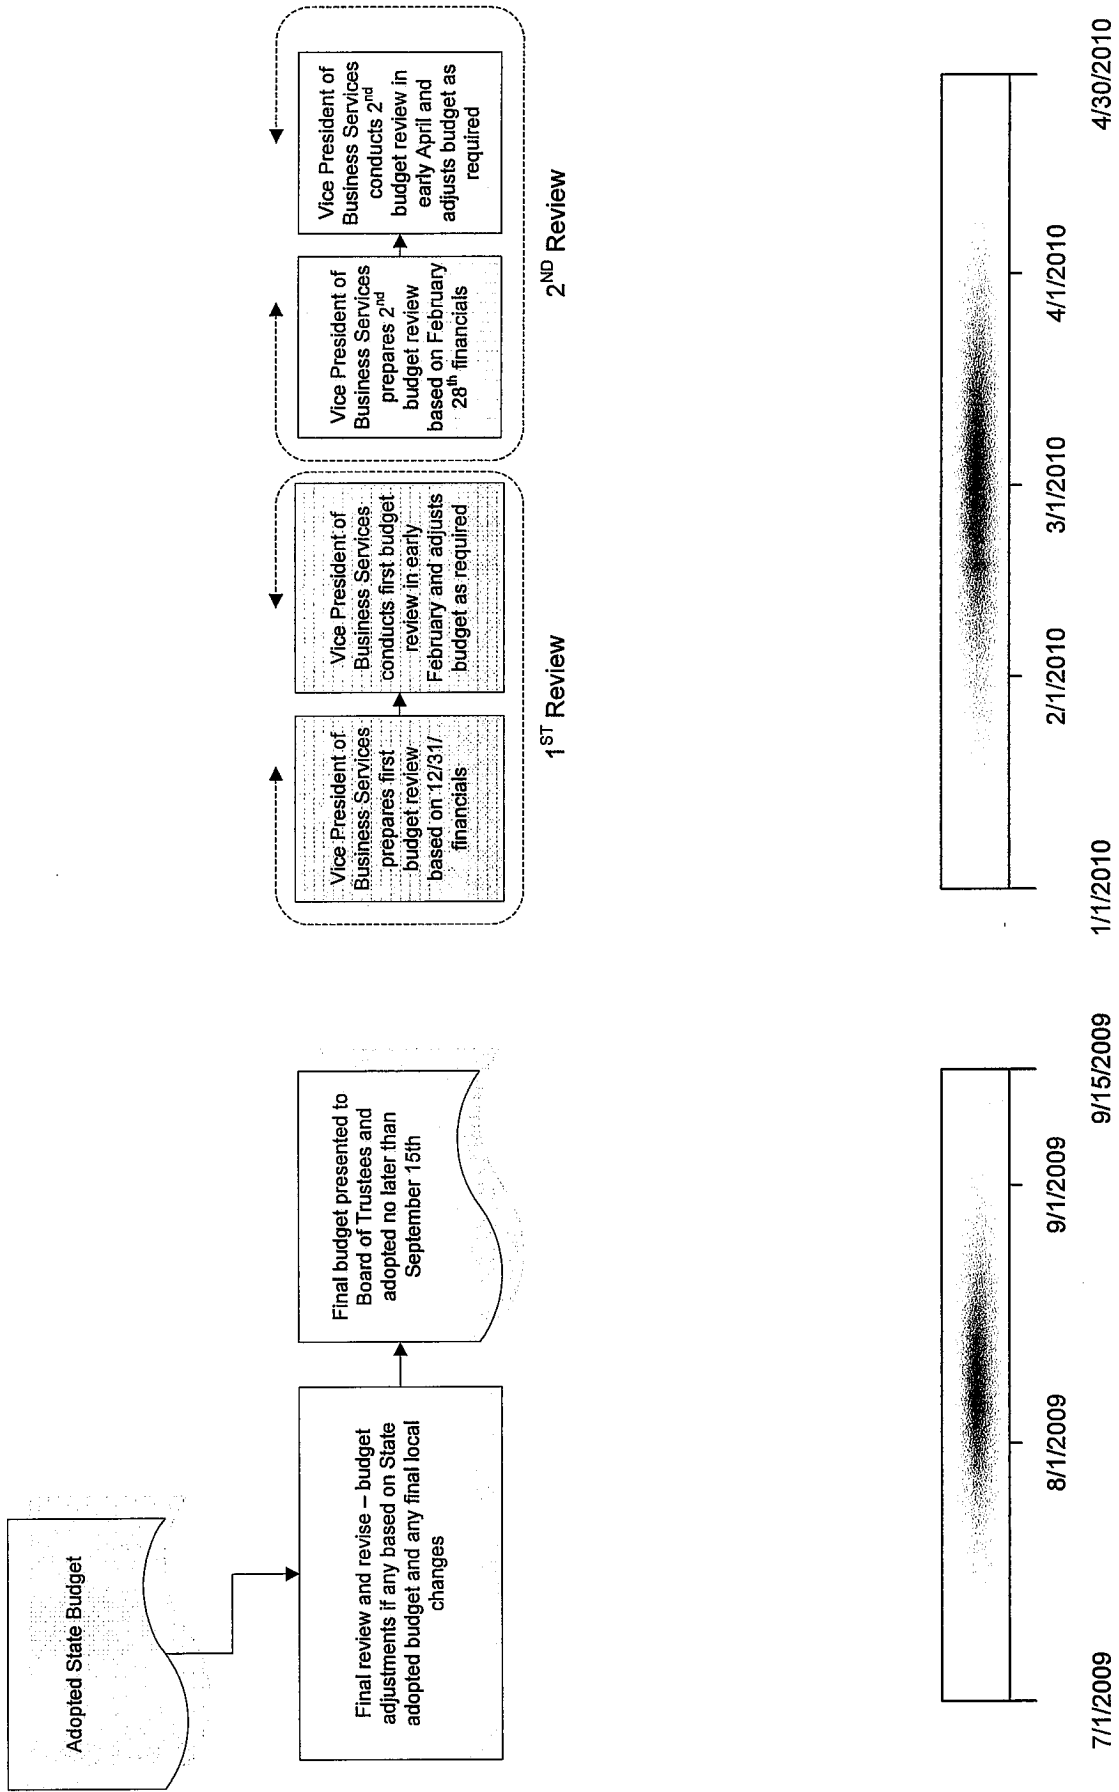 Adopted State Budget
Final review and revise – budget
adjustments if any based on State
adopted budget and any final local
changes
Final budget presented to
Board of Trustees and
adopted no later than
September 15th
Vice President of
Business Services
prepares first
budget review
based on 12/31/
financials
Vice President of
Business Services
conducts first budget
review in early
February and adjusts
budget as required
1ST Review
Vice President of
Business Services
prepares 2nd
budget review
based on February
28th financials
Vice President of
Business Services
conducts 2nd
budget review in
early April and
adjusts budget as
required
2ND Review
7/1/2009
8/1/2009
9/1/2009
9/15/2009
1/1/2010
2/1/2010
3/1/2010
4/1/2010
4/30/2010